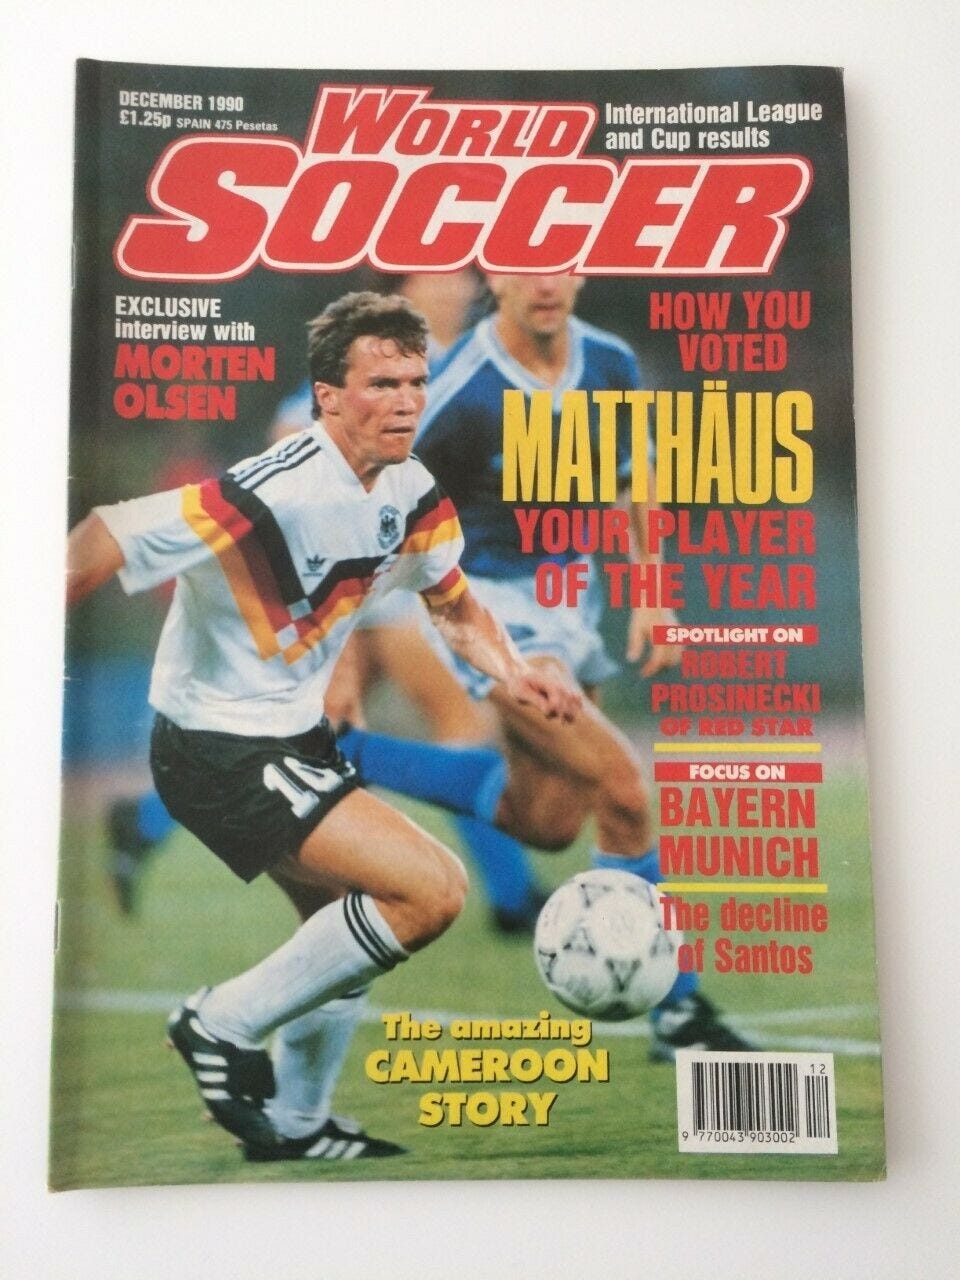 DECEMBER 1990
£1.25p SPAIN 475 Pesetas
WORLD
SOCCER
International League
and Cup results
EXCLUSIVE
interview with
MORTEN
OLSEN
HOW YOU
VOTED
MATTHÄUS
YOUR PLAYER
OF THE YEAR
SPOTLIGHT ON
ROBERT
PROSINECKI
OF RED STAR
FOCUS ON
BAYERN
MUNICH
The decline
of Santos
10
The amazing
CAMEROON
STORY
12
9 770043 903002